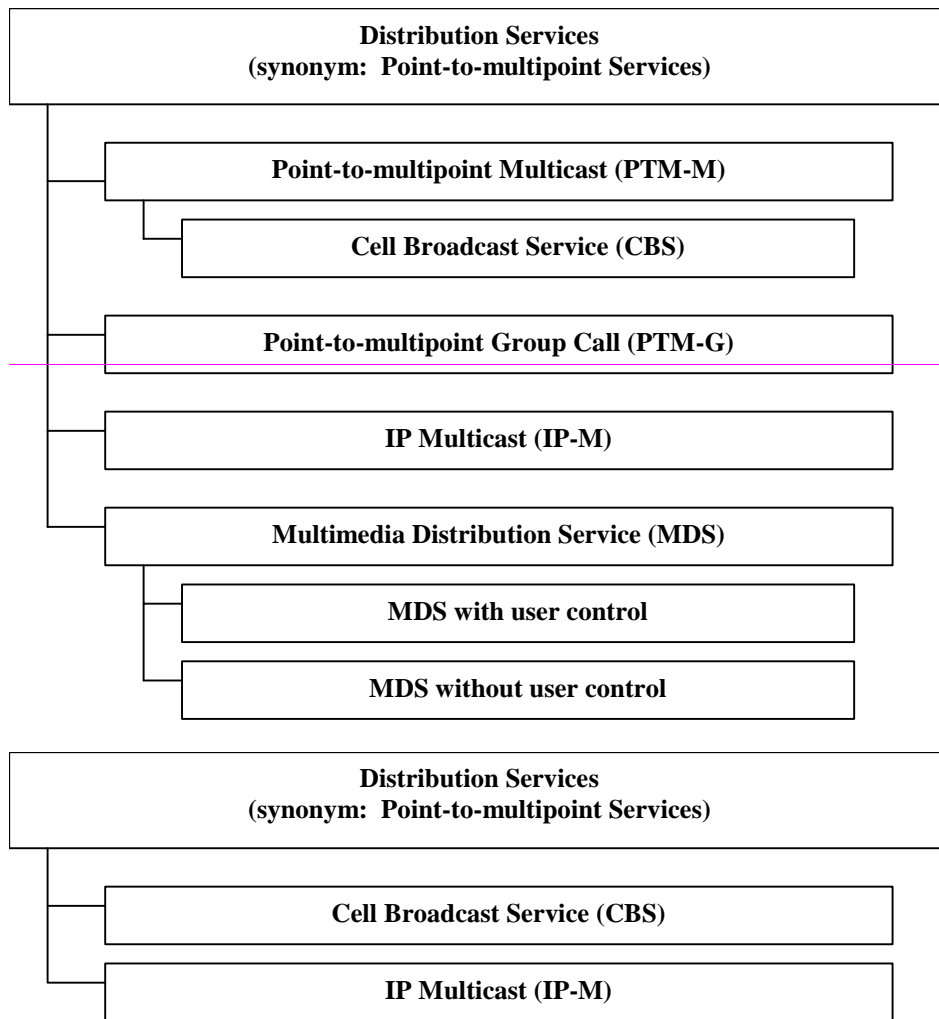 Distribution Services
(synonym:  Point-to-multipoint Services)
Point-to-multipoint Multicast (PTM-M)
Cell Broadcast Service (CBS)
Point-to-multipoint Group Call (PTM-G)
IP Multicast (IP-M)
Multimedia Distribution Service (MDS)
MDS with user control
MDS without user control
Distribution Services
(synonym:  Point-to-multipoint Services)
Cell Broadcast Service (CBS)
IP Multicast (IP-M)